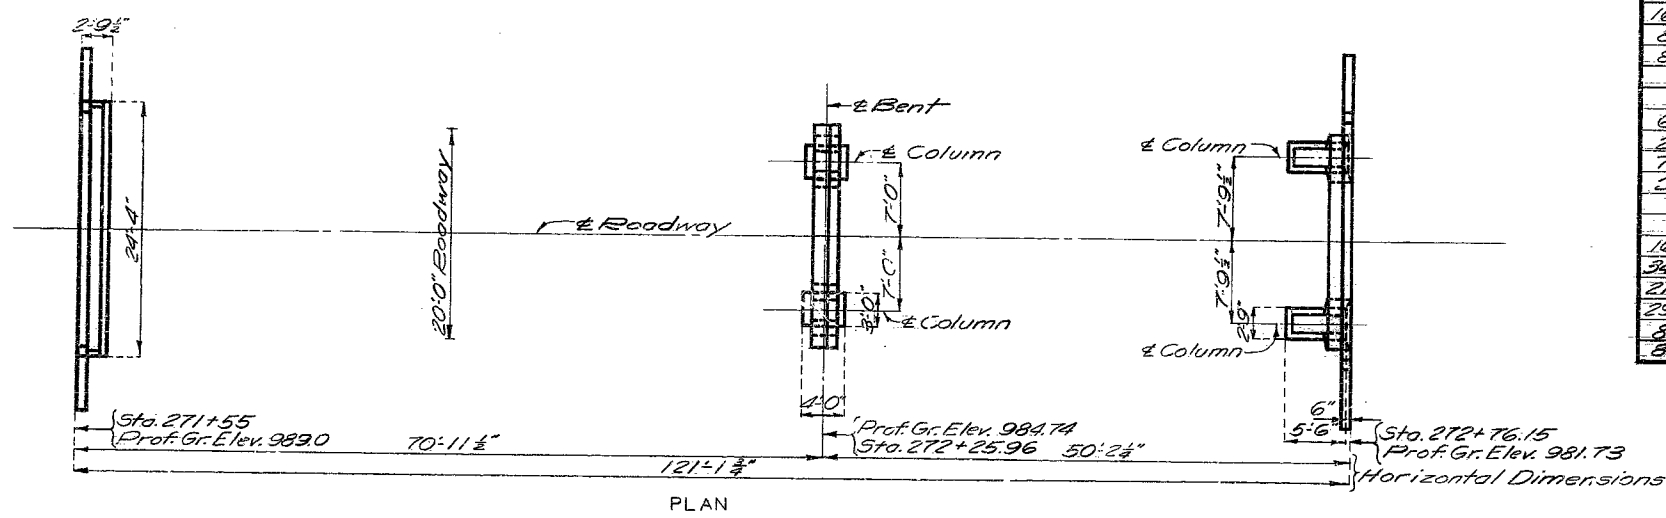 2'-9½"
24'-4"
20'-0" Roadway
℄ Roadway
℄ Bent
℄ Column
7'-0"
7'-0"
3'-0"
℄ Column
4'-0"
℄ Column
7'-9½"
7'-9½"
2'-9"
℄ Column
6"
5'-6"
Sta. 271+55
Prof. Gr. Elev. 989.0
70'-11½"
Prof. Gr. Elev. 984.74
Sta. 272+25.96
50'-2¼"
Sta. 272+76.15
Prof. Gr. Elev. 981.73
121'-1¾"
Horizontal Dimensions
PLAN